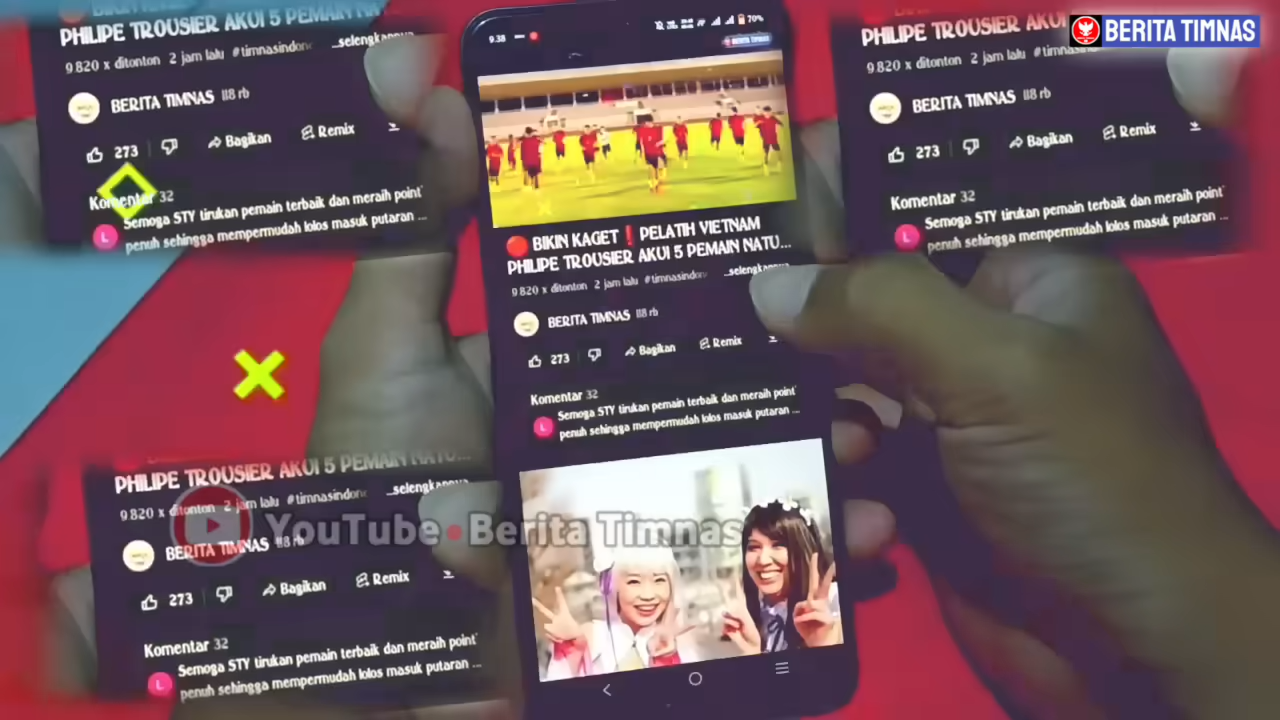 PHILIPE TROUSIER AKUI 5 PEMAIN NATU
9.820 x ditonton 2 jam lalu #timnasindon ...selengkapnya
BERITA TIMNAS 118 rb
273 Bagikan Remix
Komentar 32
L Semoga STY tirukan pemain terbaik dan meraih point
penuh sehingga mempermudah lolos masuk putaran ...
9.38 70%
BERITA TIMNAS
BIKIN KAGET❗PELATIH VIETNAM
PHILIPE TROUSIER AKUI 5 PEMAIN NATU...
9.820 x ditonton 2 jam lalu #timnasindon ...selengkapnya
BERITA TIMNAS 118 rb
273 Bagikan Remix
Komentar 32
L Semoga STY tirukan pemain terbaik dan meraih point
penuh sehingga mempermudah lolos masuk putaran ...
BERITA TIMNAS
PHILIPE TROUSIER AKUI
9.820 x ditonton 2 jam lalu
BERITA TIMNAS 118 rb
273 Bagikan Remix
Komentar 32
L Semoga STY tirukan pemain terbaik dan meraih point
penuh sehingga mempermudah lolos masuk putaran ...
PHILIPE TROUSIER AKUI 5 PEMAIN NATU...
9.820 x ditonton 2 jam lalu #timnasindon ...selengkapnya
YouTube • Berita Timnas
BERITA TIMNAS 118 rb
273 Bagikan Remix
Komentar 32
L Semoga STY tirukan pemain terbaik dan meraih point
penuh sehingga mempermudah lolos masuk putaran ...